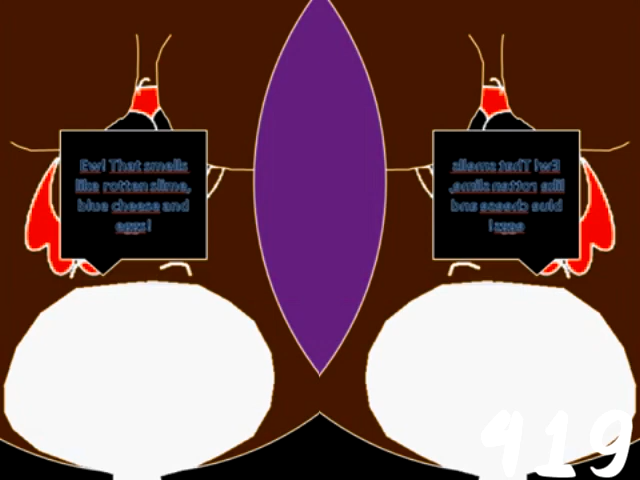 Ew! That smells
like rotten slime,
blue cheese and
eggs!
Ew! That smells
like rotten slime,
blue cheese and
eggs!
419